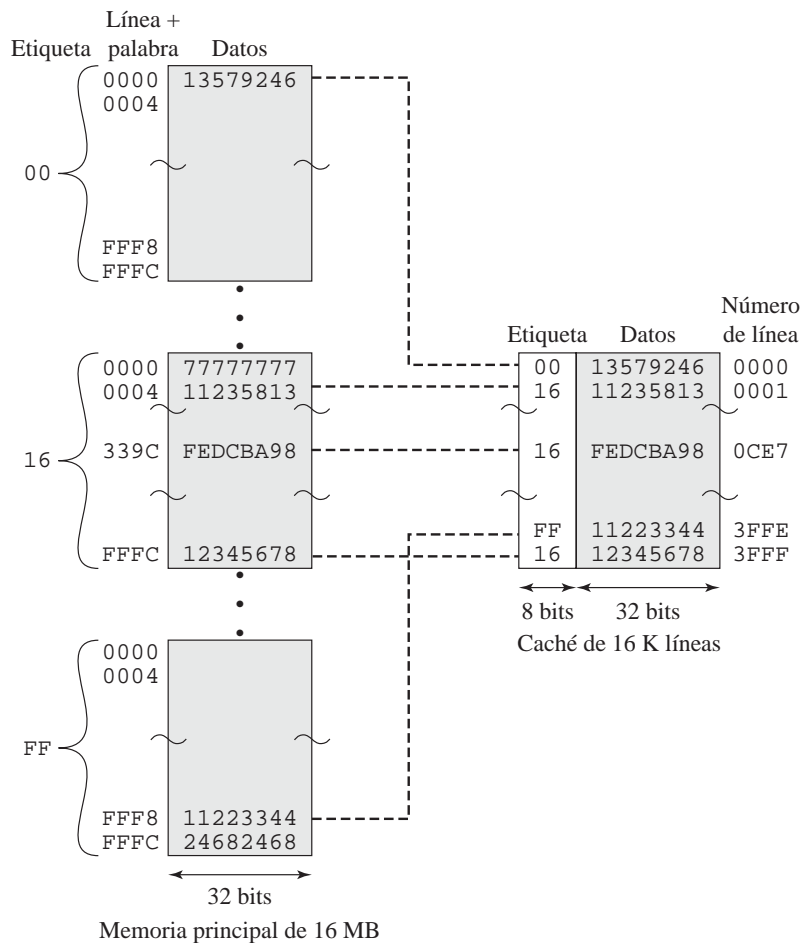 Etiqueta Línea + palabra Datos
0000 13579246
0004
00
FFF8
FFFC
Etiqueta Datos Número de línea
0000 77777777
0004 11235813
16
339C FEDCBA98
FFFC 12345678
00 13579246 0000
16 11235813 0001
16 FEDCBA98 0CE7
FF 11223344 3FFE
16 12345678 3FFF
8 bits 32 bits
Caché de 16 K líneas
0000
0004
FF
FFF8 11223344
FFFC 24682468
32 bits
Memoria principal de 16 MB